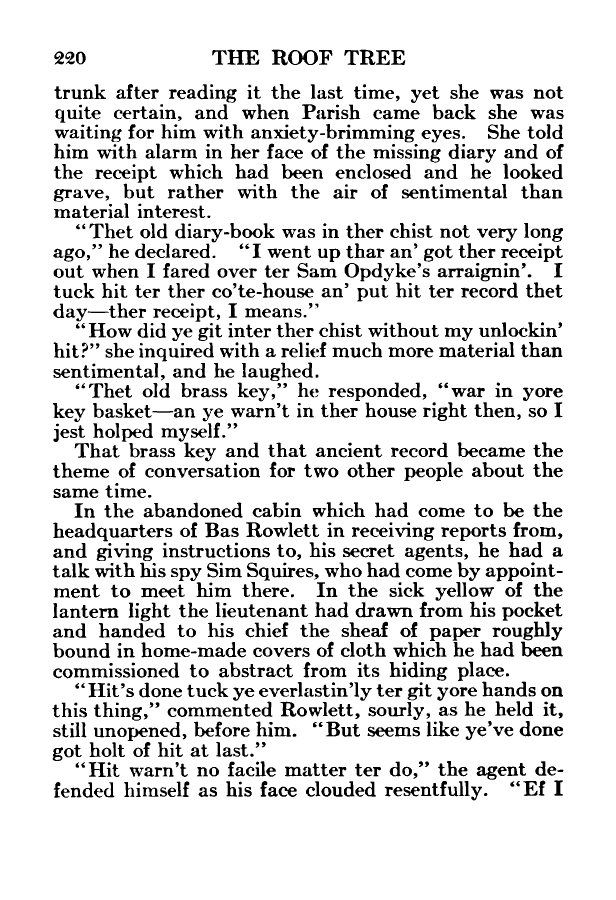 220 THE ROOF TREE
trunk after reading it the last time, yet she was not
quite certain, and when Parish came back she was
waiting for him with anxiety-brimming eyes. She told
him with alarm in her face of the missing diary and of
the receipt which had been enclosed and he looked
grave, but rather with the air of sentimental than
material interest.
"Thet old diary-book was in ther chist not very long
ago," he declared. "I went up thar an' got ther receipt
out when I fared over ter Sam Opdyke's arraignin'. I
tuck hit ter ther co'te-house an' put hit ter record thet
day—ther receipt, I means."
"How did ye git inter ther chist without my unlockin'
hit?" she inquired with a relief much more material than
sentimental, and he laughed.
"Thet old brass key," he responded, "war in yore
key basket—an ye warn't in ther house right then, so I
jest holped myself."
That brass key and that ancient record became the
theme of conversation for two other people about the
same time.
In the abandoned cabin which had come to be the
headquarters of Bas Rowlett in receiving reports from,
and giving instructions to, his secret agents, he had a
talk with his spy Sim Squires, who had come by appoint-
ment to meet him there. In the sick yellow of the
lantern light the lieutenant had drawn from his pocket
and handed to his chief the sheaf of paper roughly
bound in home-made covers of cloth which he had been
commissioned to abstract from its hiding place.
"Hit's done tuck ye everlastin'ly ter git yore hands on
this thing," commented Rowlett, sourly, as he held it,
still unopened, before him. "But seems like ye've done
got holt of hit at last."
"Hit warn't no facile matter ter do," the agent de-
fended himself as his face clouded resentfully. "Ef I